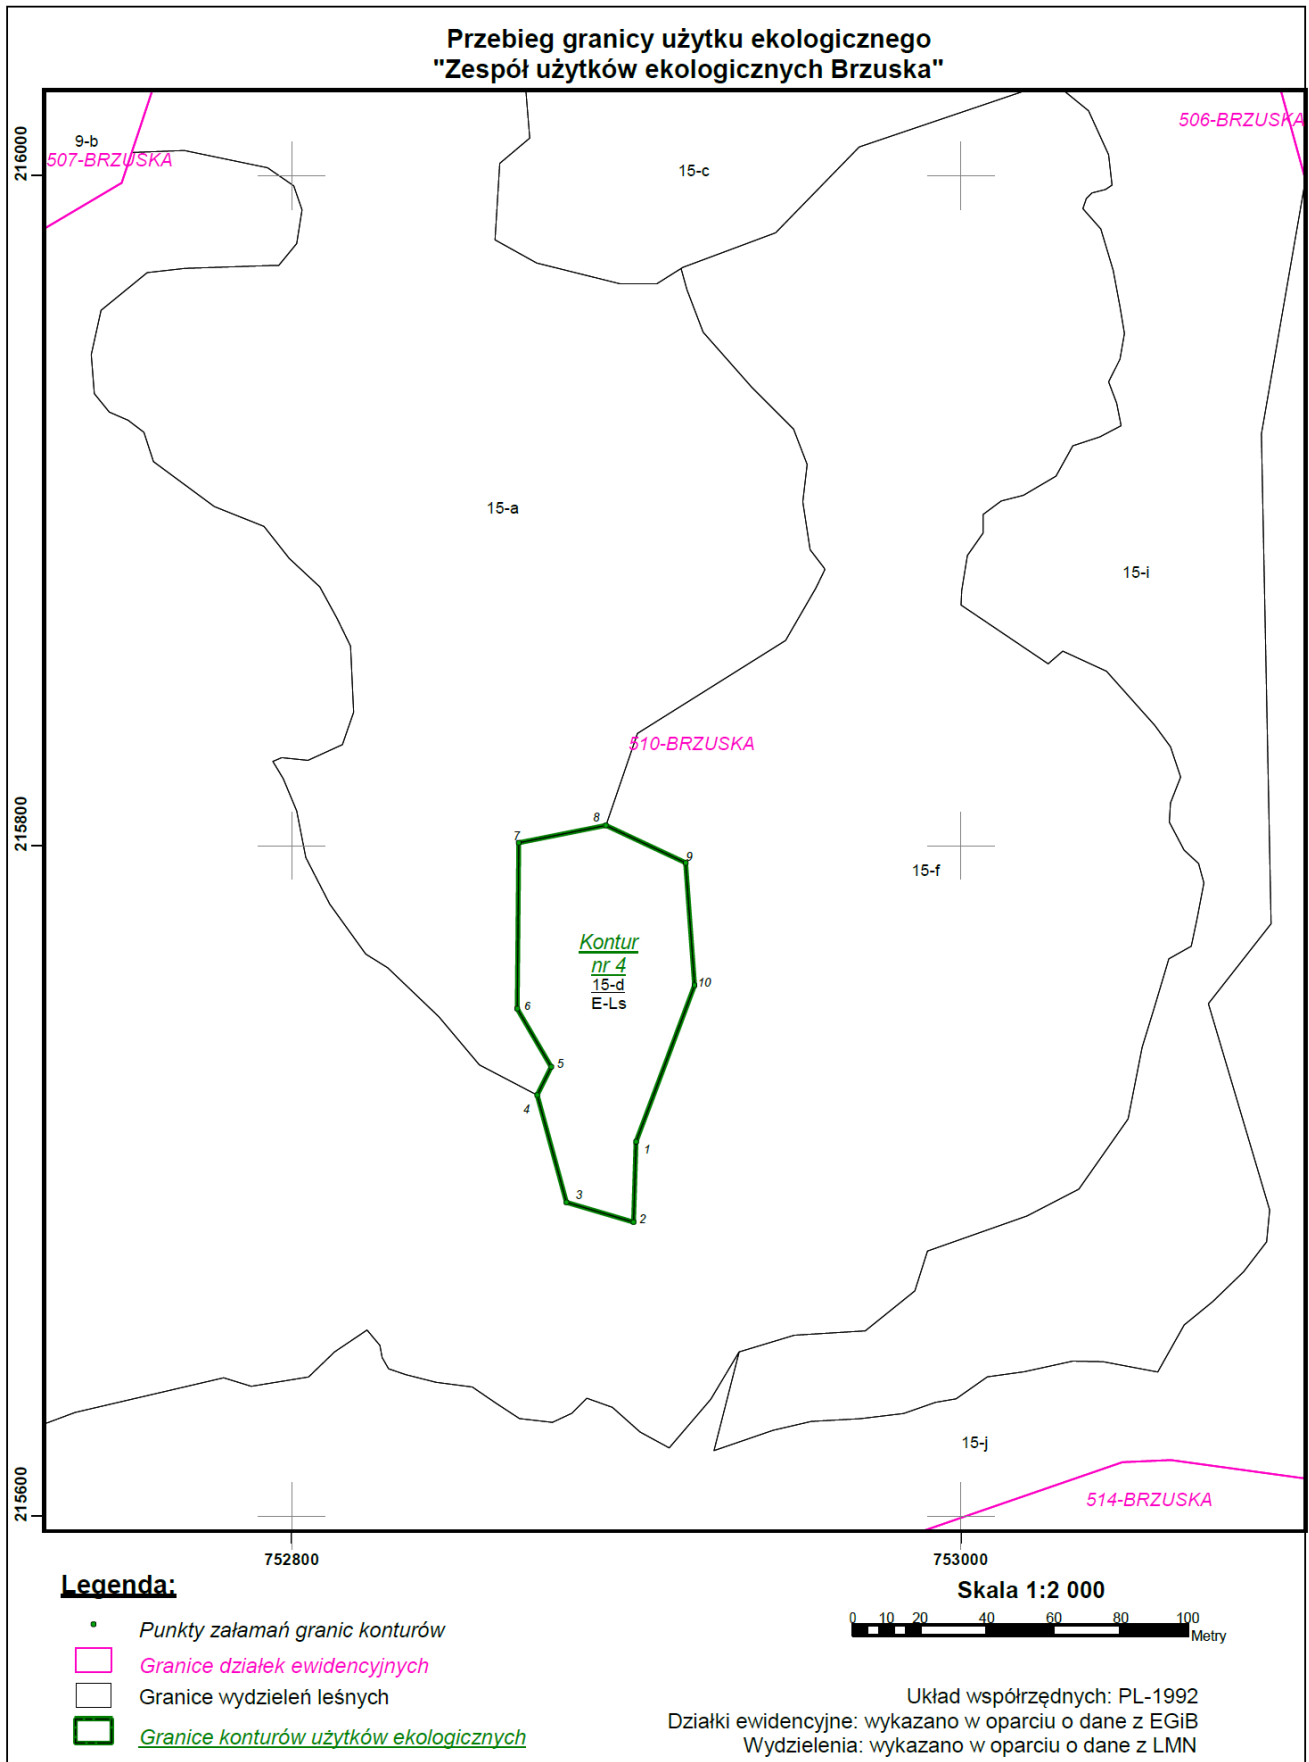 Przebieg granicy użytku ekologicznego
"Zespół użytków ekologicznych Brzuska"
216000
9-b
507-BRZUSKA
15-c
506-BRZUSKA
15-a
15-i
510-BRZUSKA
215800
7
8
9
15-f
Kontur
nr 4
15-d
E-Ls
10
6
5
4
1
3
2
15-j
514-BRZUSKA
215600
752800
753000
Legenda:
Punkty załamań granic konturów
Granice działek ewidencyjnych
Granice wydzieleń leśnych
Granice konturów użytków ekologicznych
Skala 1:2 000
0 10 20 40 60 80 100
Metry
Układ współrzędnych: PL-1992
Działki ewidencyjne: wykazano w oparciu o dane z EGiB
Wydzielenia: wykazano w oparciu o dane z LMN